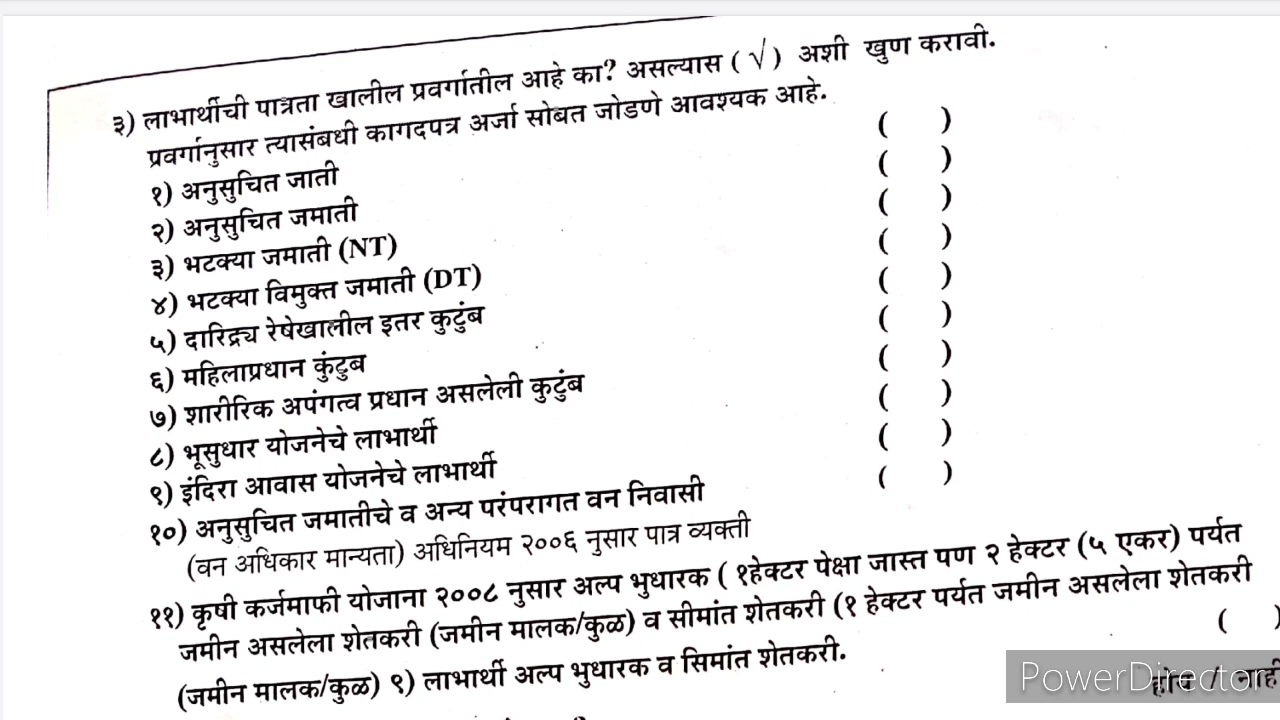 ३) लाभार्थीची पात्रता खालील प्रवर्गातील आहे का? असल्यास ( √ ) अशी खुण करावी.
प्रवर्गानुसार त्यासंबधी कागदपत्र अर्जा सोबत जोडणे आवश्यक आहे.
१) अनुसुचित जाती ( )
२) अनुसुचित जमाती ( )
३) भटक्या जमाती (NT) ( )
४) भटक्या विमुक्त जमाती (DT) ( )
५) दारिद्र्य रेषेखालील इतर कुटुंब ( )
६) महिलाप्रधान कुंटुब ( )
७) शारीरिक अपंगत्व प्रधान असलेली कुटुंब ( )
८) भूसुधार योजनेचे लाभार्थी ( )
९) इंदिरा आवास योजनेचे लाभार्थी ( )
१०) अनुसुचित जमातीचे व अन्य परंपरागत वन निवासी ( )
(वन अधिकार मान्यता) अधिनियम २००६ नुसार पात्र व्यक्ती
११) कृषी कर्जमाफी योजाना २००८ नुसार अल्प भुधारक ( १हेक्टर पेक्षा जास्त पण २ हेक्टर (५ एकर) पर्यत
जमीन असलेला शेतकरी (जमीन मालक/कुळ) व सीमांत शेतकरी (१ हेक्टर पर्यत जमीन असलेला शेतकरी
(जमीन मालक/कुळ) ९) लाभार्थी अल्प भुधारक व सिमांत शेतकरी. ( )
होय / नाही
PowerDirector